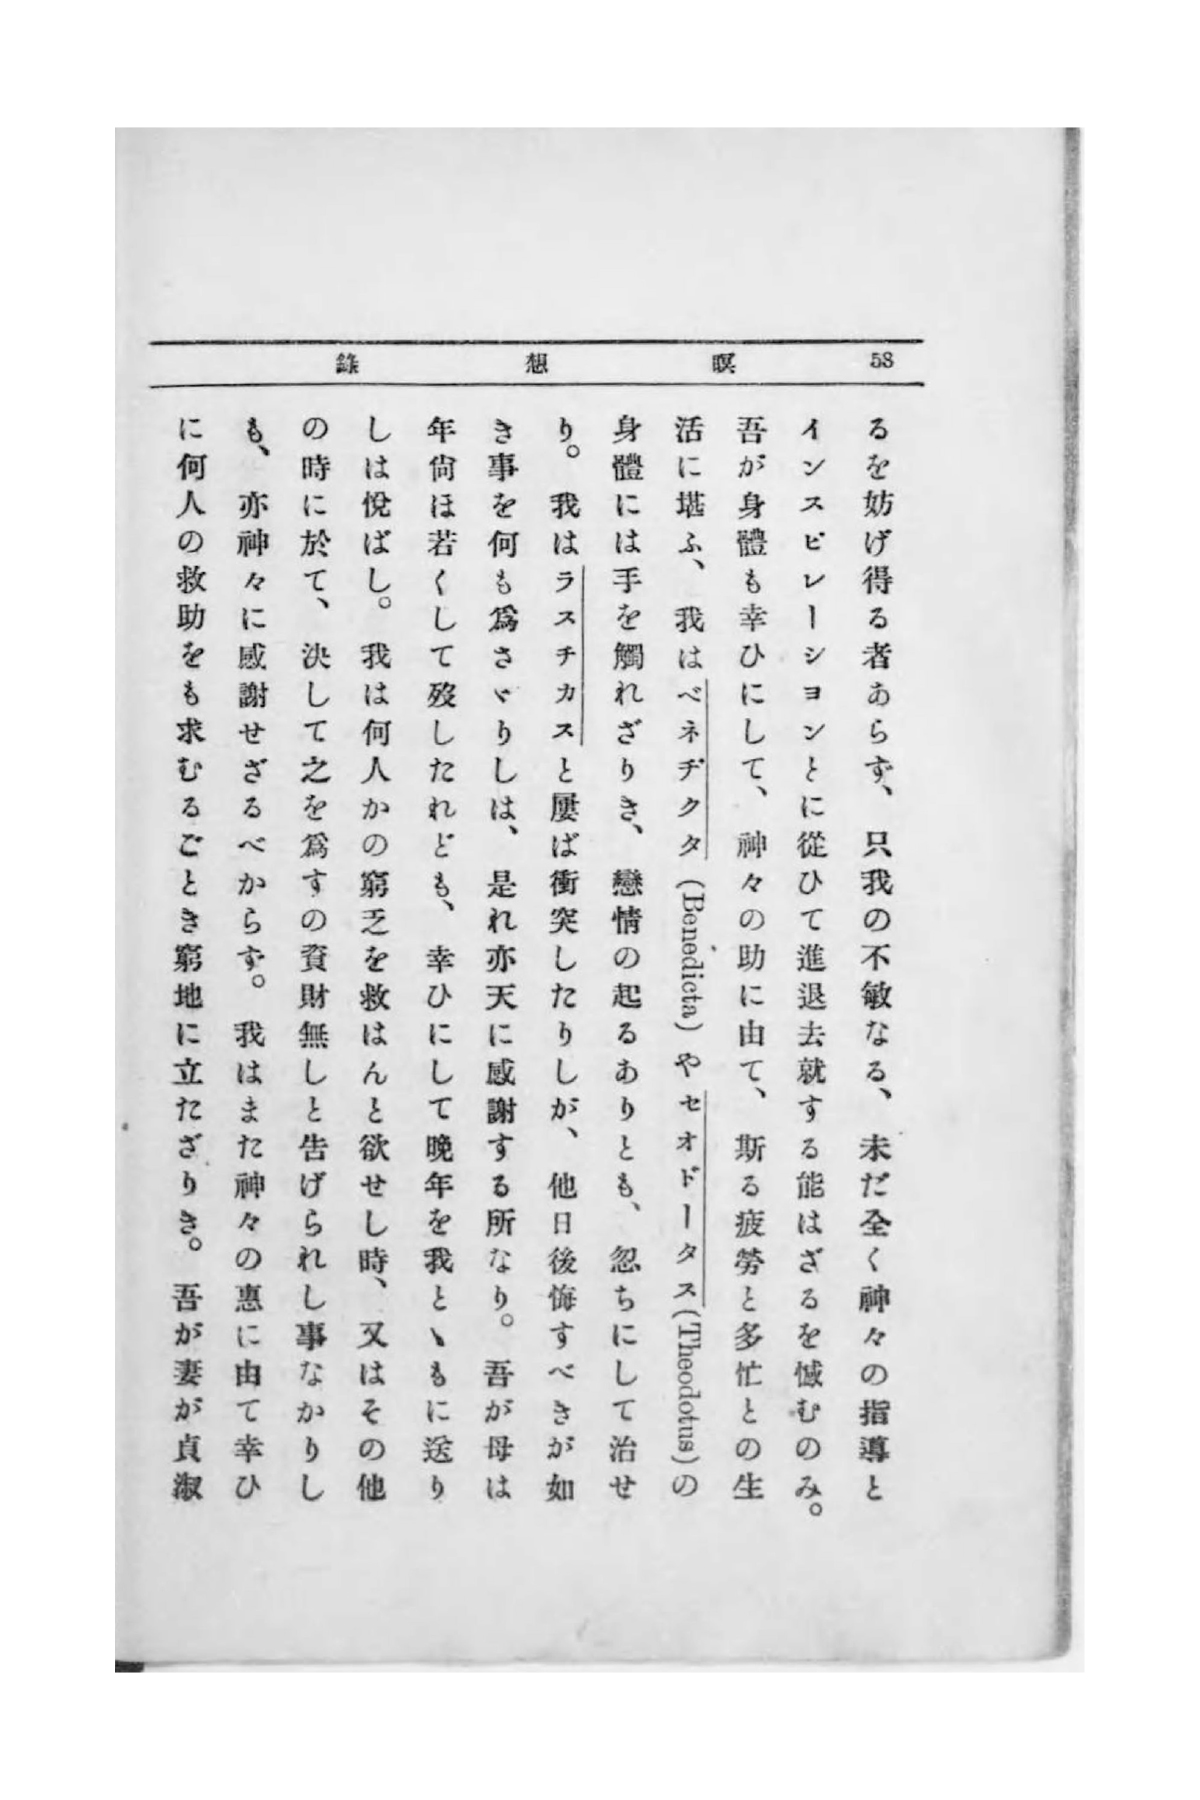 58 瞑想錄
るを妨げ得る者あらず、只我の不敏なる、未だ全く神々の指導と
インスピレーシヨンとに從ひて進退去就する能はざるを憾むのみ。
吾が身體も幸ひにして、神々の助に由て、斯る疲勞と多忙との生
活に堪ふ、我はベネヂクタ(Benedicta)やセオドータス(Theodotus)の
身體には手を觸れざりき、戀情の起るありとも、忽ちにして治せ
り。我はラスチカスと屢ば衝突したりしが、他日後悔すべきが如
き事を何も爲さゞりしは、是れ亦天に感謝する所なり。吾が母は
年尙ほ若くして歿したれども、幸ひにして晚年を我とゝもに送り
しは悅ばし。我は何人かの窮乏を救はんと欲せし時、又はその他
の時に於て、決して之を爲すの資財無しと告げられし事なかりし
も、亦神々に感謝せざるべからず。我はまた神々の惠に由て幸ひ
に何人の救助をも求むるごとき窮地に立たざりき。吾が妻が貞淑